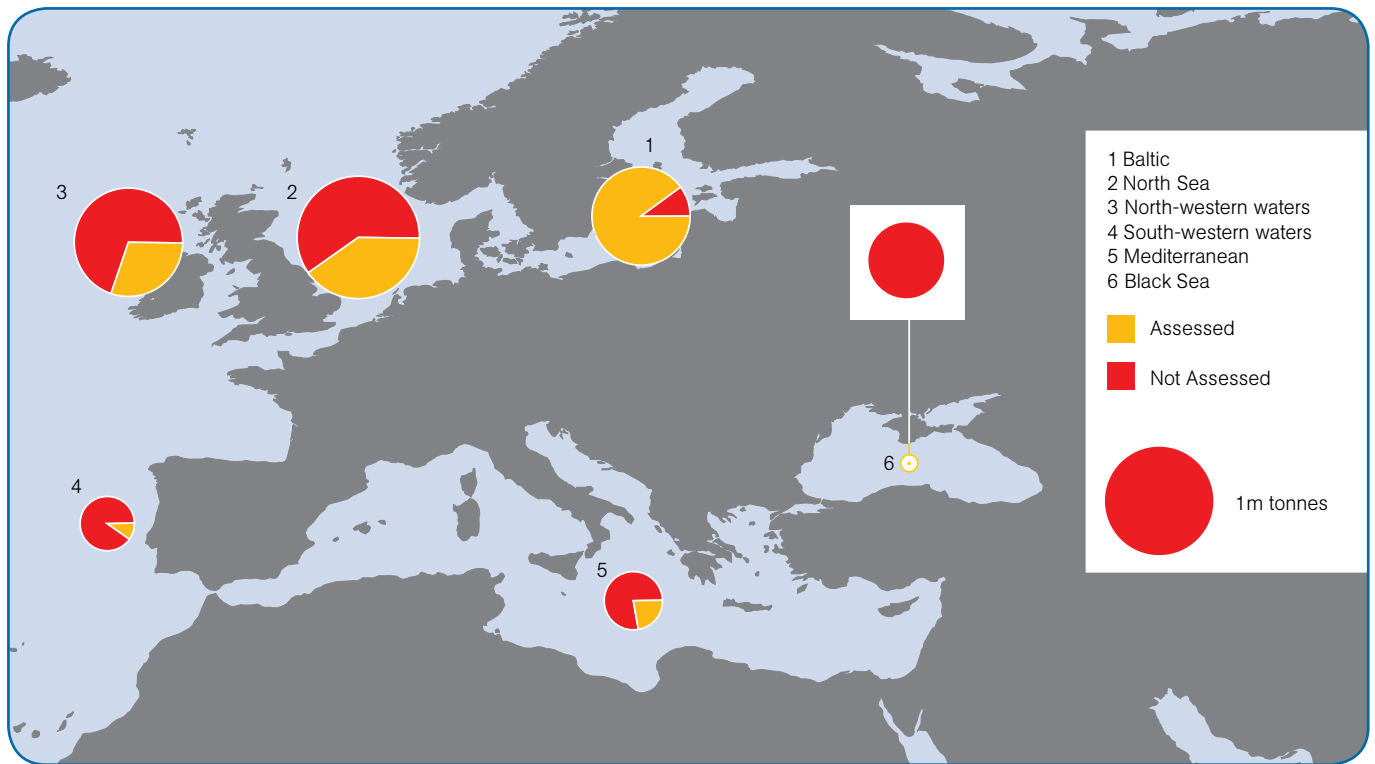 1
2
3
4
5
6
1 Baltic
2 North Sea
3 North-western waters
4 South-western waters
5 Mediterranean
6 Black Sea
Assessed
Not Assessed
1m tonnes